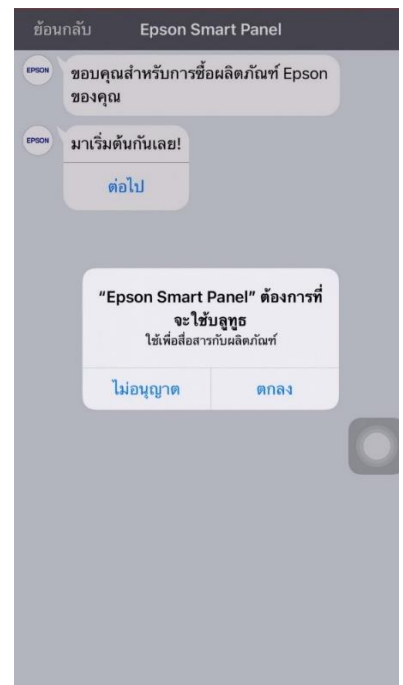 ย้อนกลับ Epson Smart Panel
EPSON
ขอบคุณสำหรับการซื้อผลิตภัณฑ์ Epson
ของคุณ
EPSON
มาเริ่มต้นกันเลย!
ต่อไป
"Epson Smart Panel" ต้องการที่
จะใช้บลูทูธ
ใช้เพื่อสื่อสารกับผลิตภัณฑ์
ไม่อนุญาต ตกลง